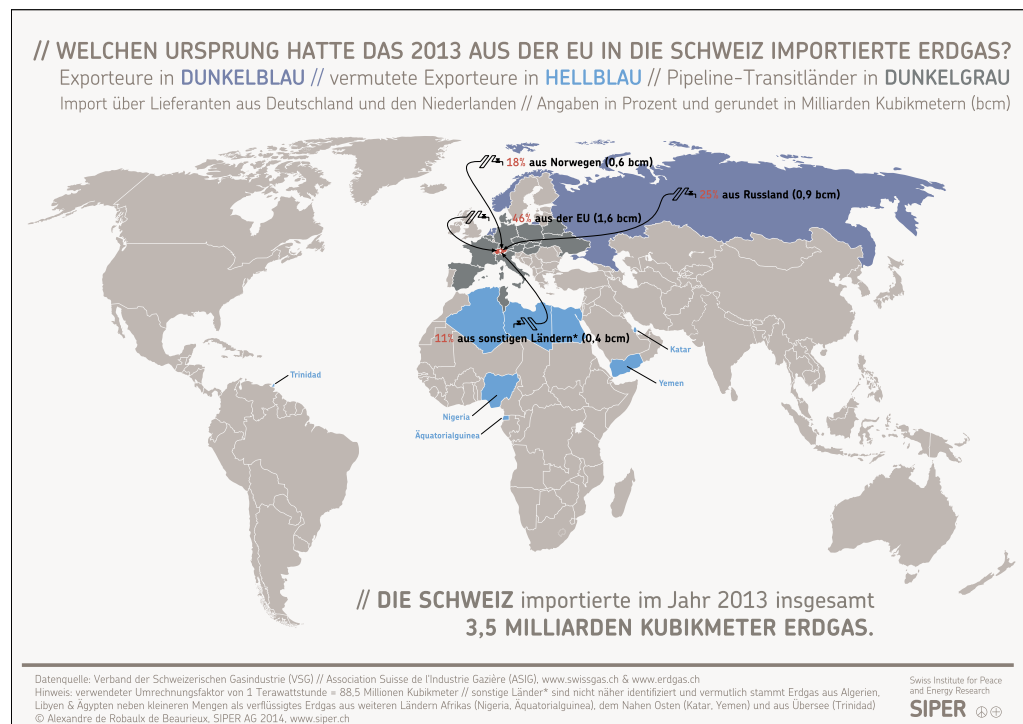 // WELCHEN URSPRUNG HATTE DAS 2013 AUS DER EU IN DIE SCHWEIZ IMPORTIERTE ERDGAS?
Exporteure in DUNKELBLAU // vermutete Exporteure in HELLBLAU // Pipeline-Transitländer in DUNKELGRAU
Import über Lieferanten aus Deutschland und den Niederlanden // Angaben in Prozent und gerundet in Milliarden Kubikmetern (bcm)
18% aus Norwegen (0,6 bcm)
25% aus Russland (0,9 bcm)
46% aus der EU (1,6 bcm)
11% aus sonstigen Ländern* (0,4 bcm)
Katar
Trinidad
Yemen
Nigeria
Äquatorialguinea
// DIE SCHWEIZ importierte im Jahr 2013 insgesamt
3,5 MILLIARDEN KUBIKMETER ERDGAS.
Datenquelle: Verband der Schweizerischen Gasindustrie (VSG) // Association Suisse de l'Industrie Gazière (ASIG), www.swissgas.ch & www.erdgas.ch
Hinweis: verwendeter Umrechnungsfaktor von 1 Terawattstunde = 88,5 Millionen Kubikmeter // sonstige Länder* sind nicht näher identifiziert und vermutlich stammt Erdgas aus Algerien,
Libyen & Ägypten neben kleineren Mengen als verflüssigtes Erdgas aus weiteren Ländern Afrikas (Nigeria, Äquatorialguinea), dem Nahen Osten (Katar, Yemen) und aus Übersee (Trinidad)
© Alexandre de Robaulx de Beaurieux, SIPER AG 2014, www.siper.ch
Swiss Institute for Peace
and Energy Research
SIPER